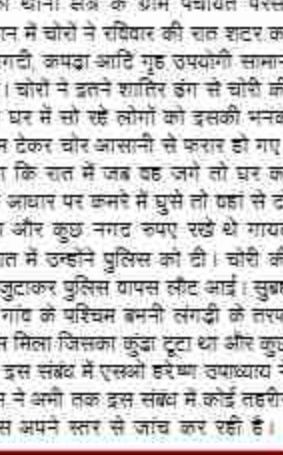 थाना क्षेत्र के ग्राम पंचायत परस
ान में चोरों ने रविवार की रात शटर क
गदी, कपड़ा आदि गृह उपयोगी सामान
। चोरों ने इतने शातिर ढंग से चोरी की
घर में सो रहे लोगों को इसकी भनक
म देकर चोर आसानी से फरार हो गए
ा कि रात में जब वह जगे तो घर क
आधार पर कमरे में घुसे तो वहां से ट
और कुछ नगद रुपए रखे थे गायब
ात में उन्होंने पुलिस को दी। चोरी की
जुटाकर पुलिस वापस लौट आई। सुबह
गांव के पश्चिम बमनी लंगड़ी के तरफ
स मिला जिसका कुंडा टूटा था और कुछ
इस संबंध में एसओ हरेष्ण उपाध्याय न
न ने अभी तक इस संबंध में कोई तहरीर
स अपने स्तर से जांच कर रही है।